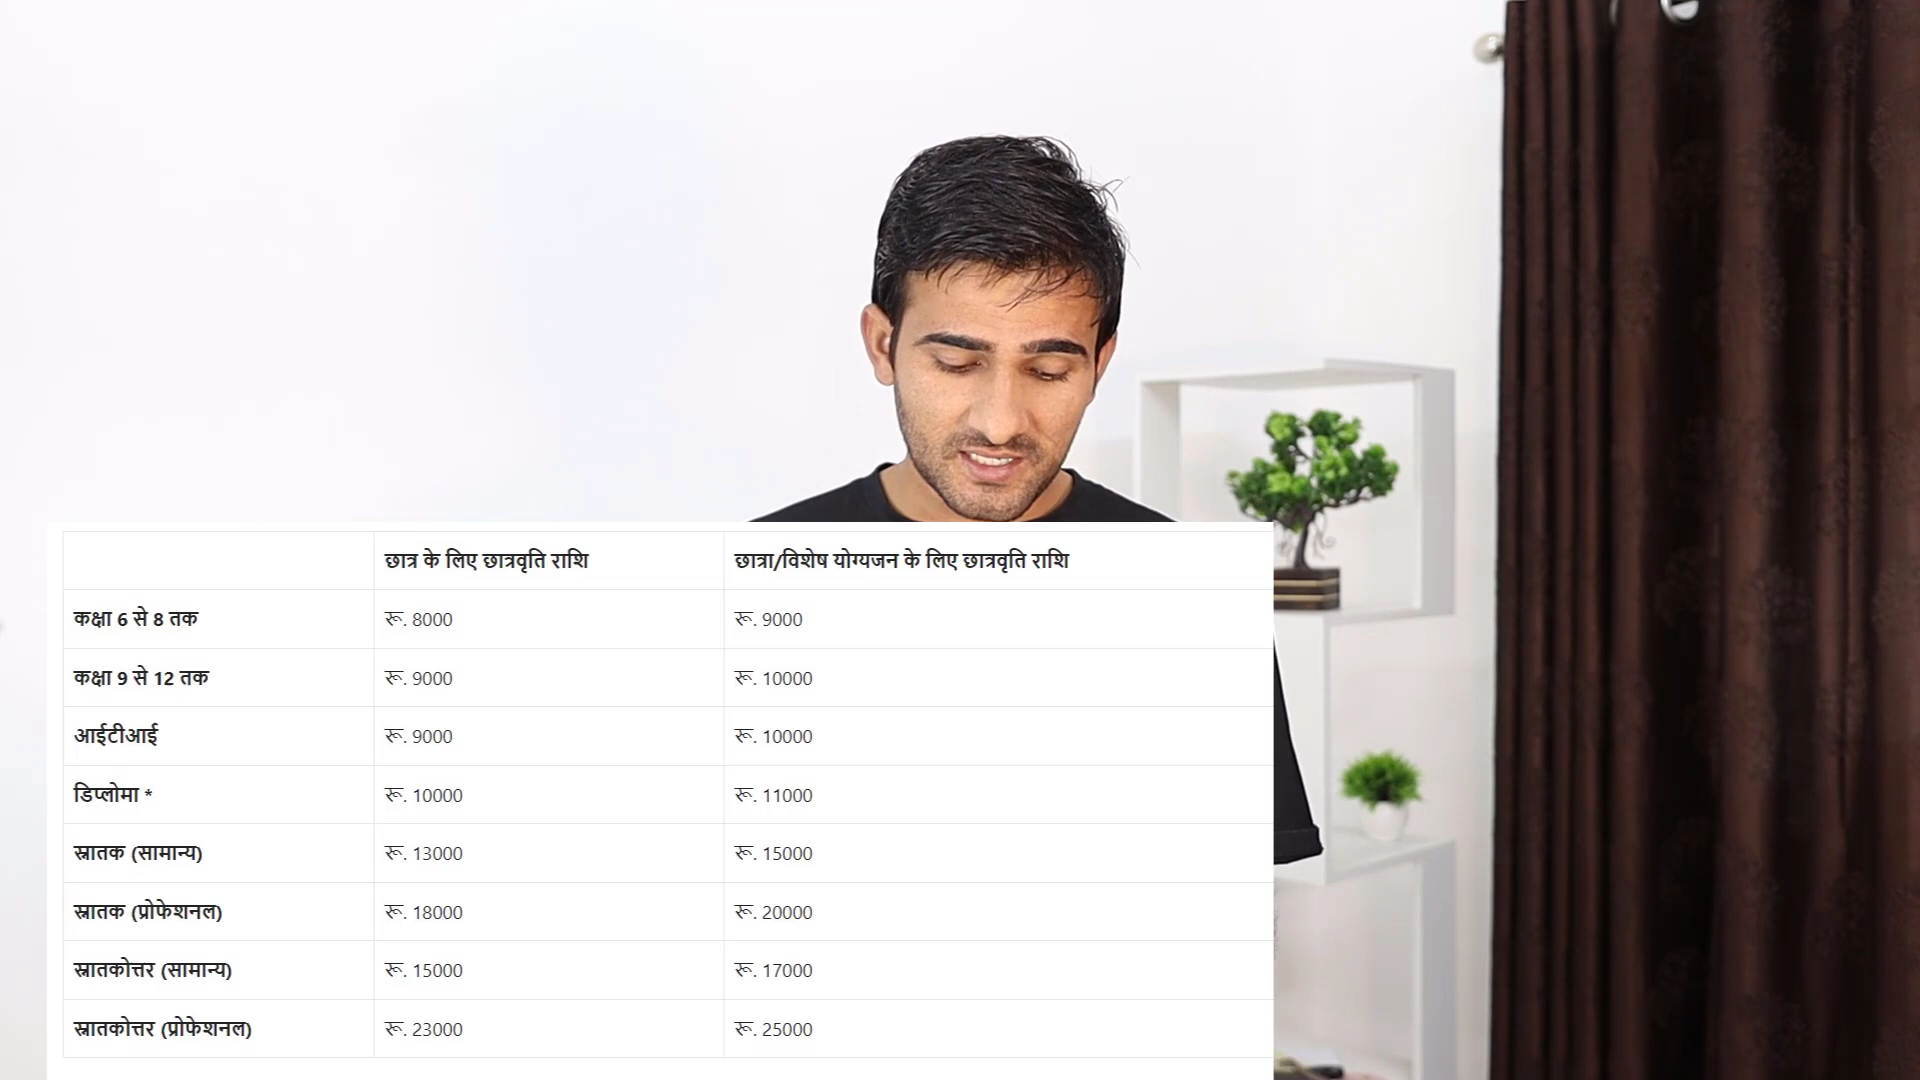 छात्र के लिए छात्रवृति राशि छात्रा/विशेष योग्यजन के लिए छात्रवृति राशि
कक्षा 6 से 8 तक रू. 8000 रू. 9000
कक्षा 9 से 12 तक रू. 9000 रू. 10000
आईटीआई रू. 9000 रू. 10000
डिप्लोमा * रू. 10000 रू. 11000
स्नातक (सामान्य) रू. 13000 रू. 15000
स्नातक (प्रोफेशनल) रू. 18000 रू. 20000
स्नातकोत्तर (सामान्य) रू. 15000 रू. 17000
स्नातकोत्तर (प्रोफेशनल) रू. 23000 रू. 25000